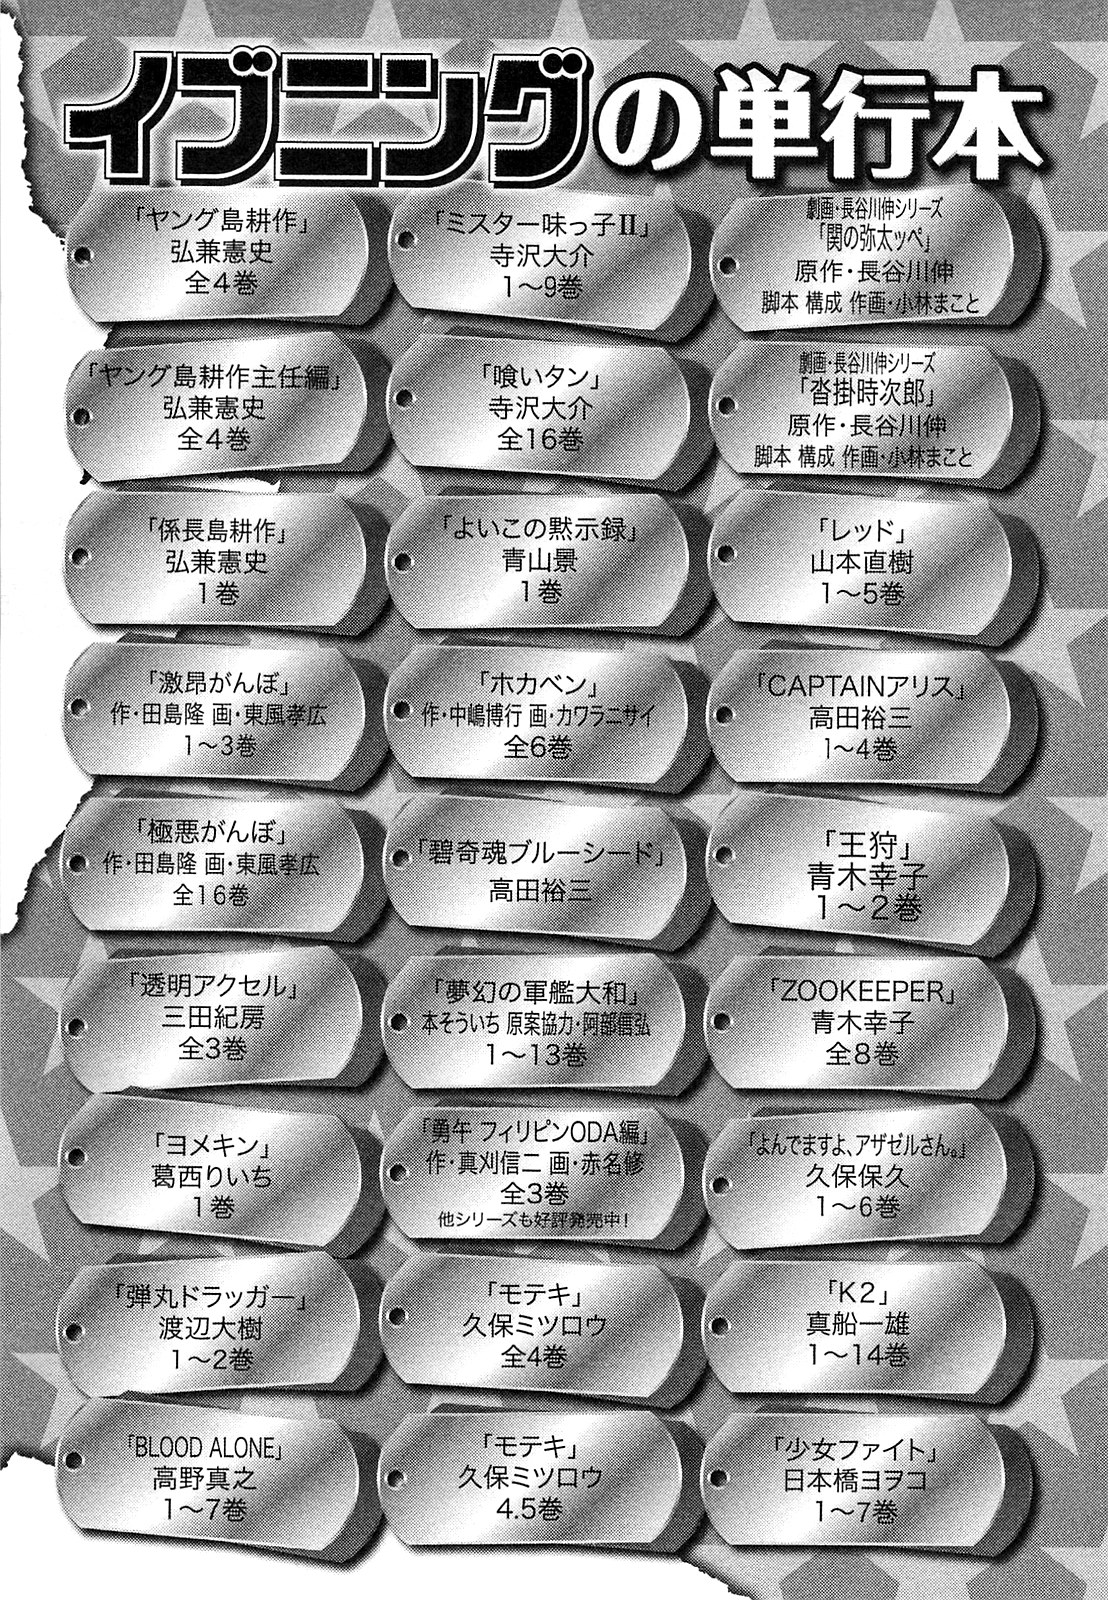 イブニングの単行本
「ヤング島耕作」
弘兼憲史
全4巻
「ミスター味っ子Ⅱ」
寺沢大介
1〜9巻
劇画・長谷川伸シリーズ
「関の弥太ッペ」
原作・長谷川伸
脚本 構成 作画・小林まこと
「ヤング島耕作主任編」
弘兼憲史
全4巻
「喰いタン」
寺沢大介
全16巻
劇画・長谷川伸シリーズ
「沓掛時次郎」
原作・長谷川伸
脚本 構成 作画・小林まこと
「係長島耕作」
弘兼憲史
1巻
「よいこの黙示録」
青山景
1巻
「レッド」
山本直樹
1〜5巻
「激昂がんぼ」
作・田島隆 画・東風孝広
1〜3巻
「ホカベン」
作・中嶋博行 画・カワラニサイ
全6巻
「CAPTAINアリス」
高田裕三
1〜4巻
「極悪がんぼ」
作・田島隆 画・東風孝広
全16巻
「碧奇魂ブルーシード」
高田裕三
「王狩」
青木幸子
1〜2巻
「透明アクセル」
三田紀房
全3巻
「夢幻の軍艦大和」
本そういち 原案協力・阿部信弘
1〜13巻
「ZOOKEEPER」
青木幸子
全8巻
「ヨメキン」
葛西りいち
1巻
「勇午 フィリピンODA編」
作・真刈信二 画・赤名修
全3巻
他シリーズも好評発売中！
「よんでますよ、アザゼルさん。」
久保保久
1〜6巻
「弾丸ドラッガー」
渡辺大樹
1〜2巻
「モテキ」
久保ミツロウ
全4巻
「K2」
真船一雄
1〜14巻
「BLOOD ALONE」
高野真之
1〜7巻
「モテキ」
久保ミツロウ
4.5巻
「少女ファイト」
日本橋ヨヲコ
1〜7巻